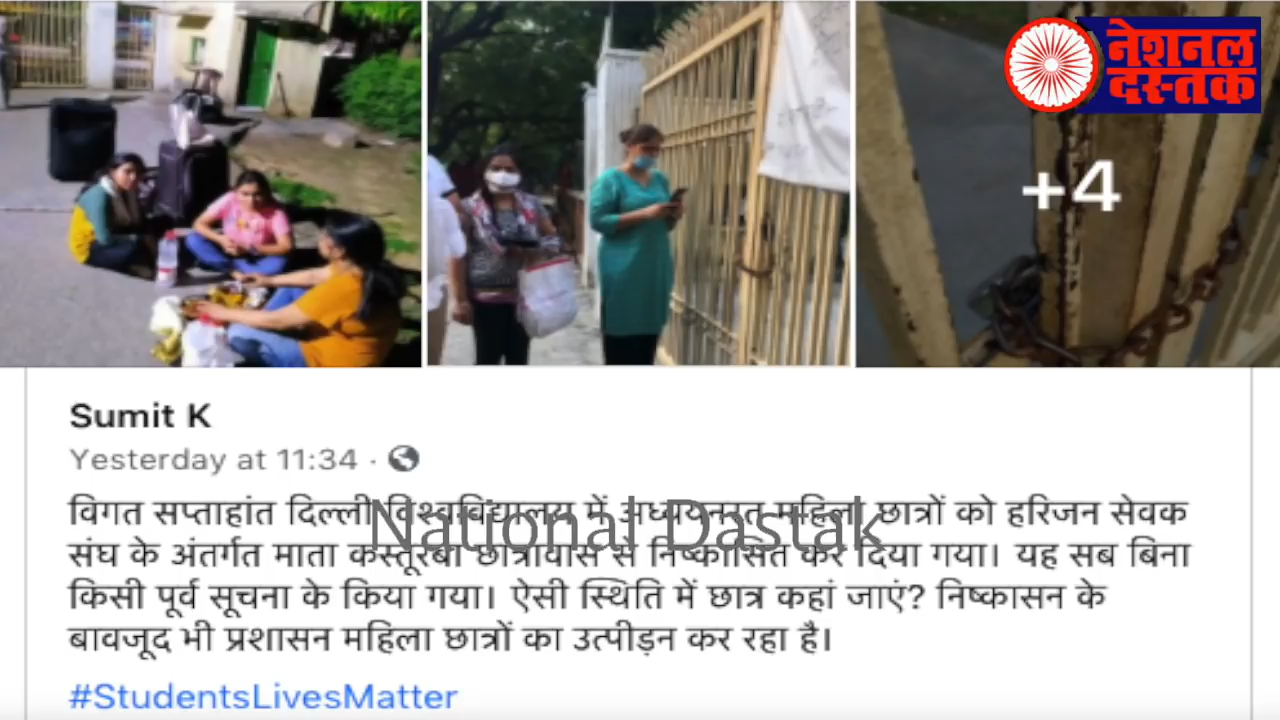 नेशनल
दस्तक
+4
Sumit K
Yesterday at 11:34 ·
विगत सप्ताहांत दिल्ली विश्वविद्यालय में अध्ययनरत महिला छात्रों को हरिजन सेवक
संघ के अंतर्गत माता कस्तूरबा छात्रावास से निष्कासित कर दिया गया। यह सब बिना
किसी पूर्व सूचना के किया गया। ऐसी स्थिति में छात्र कहां जाएं? निष्कासन के
बावजूद भी प्रशासन महिला छात्रों का उत्पीड़न कर रहा है।
#StudentsLivesMatter
National Dastak